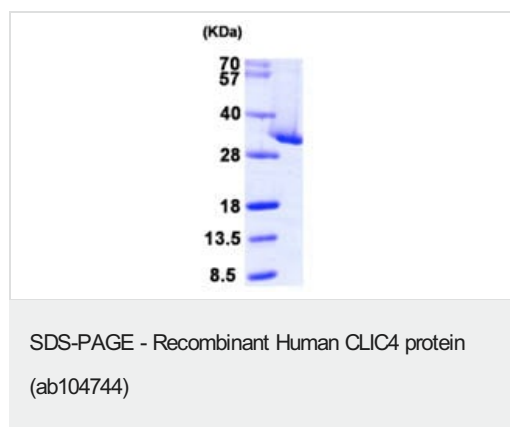 (KDa)
70
57
40
28
18
13.5
8.5
SDS-PAGE - Recombinant Human CLIC4 protein
(ab104744)